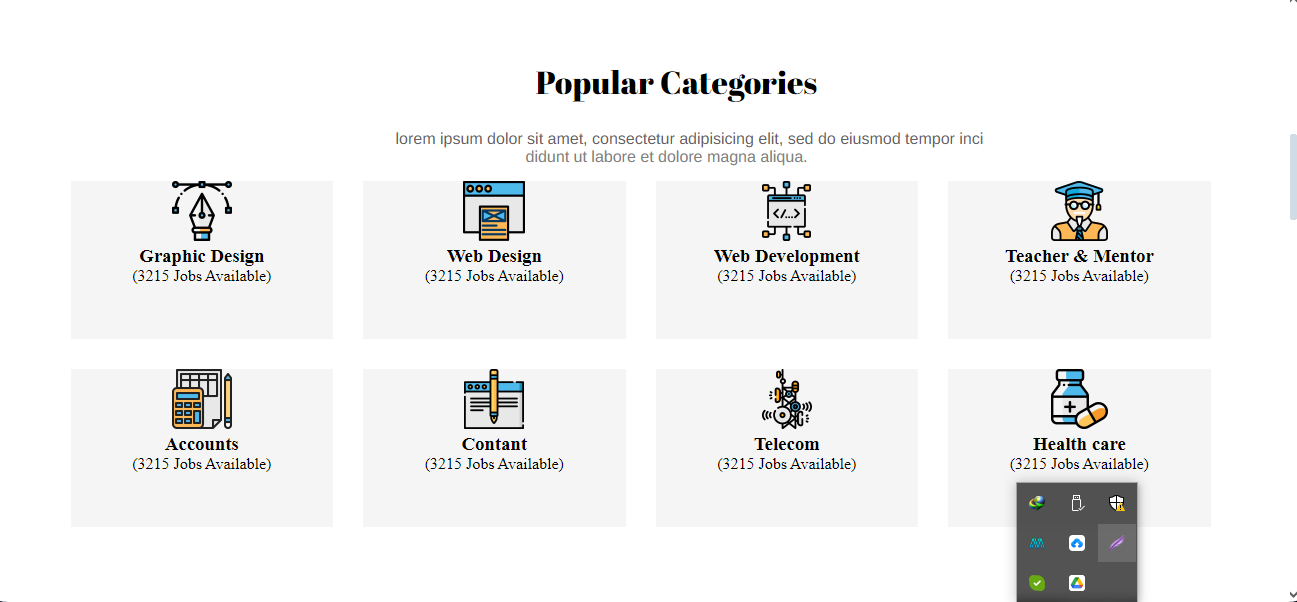 Popular Categories
lorem ipsum dolor sit amet, consectetur adipisicing elit, sed do eiusmod tempor inci
didunt ut labore et dolore magna aliqua.
Graphic Design
(3215 Jobs Available)
Web Design
(3215 Jobs Available)
</...>
Web Development
(3215 Jobs Available)
Teacher & Mentor
(3215 Jobs Available)
Accounts
(3215 Jobs Available)
Contant
(3215 Jobs Available)
Telecom
(3215 Jobs Available)
Health care
(3215 Jobs Available)